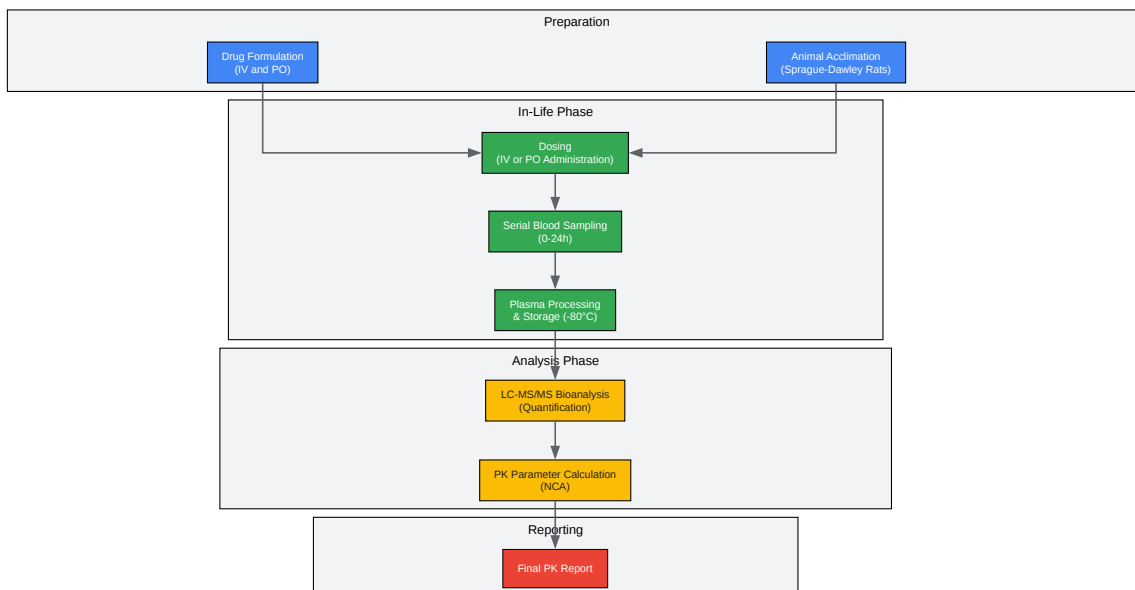 Preparation
Drug Formulation
(IV and PO)
Animal Acclimation
(Sprague-Dawley Rats)
In-Life Phase
Dosing
(IV or PO Administration)
Serial Blood Sampling
(0-24h)
Plasma Processing
& Storage (-80°C)
Analysis Phase
LC-MS/MS Bioanalysis
(Quantification)
PK Parameter Calculation
(NCA)
Reporting
Final PK Report